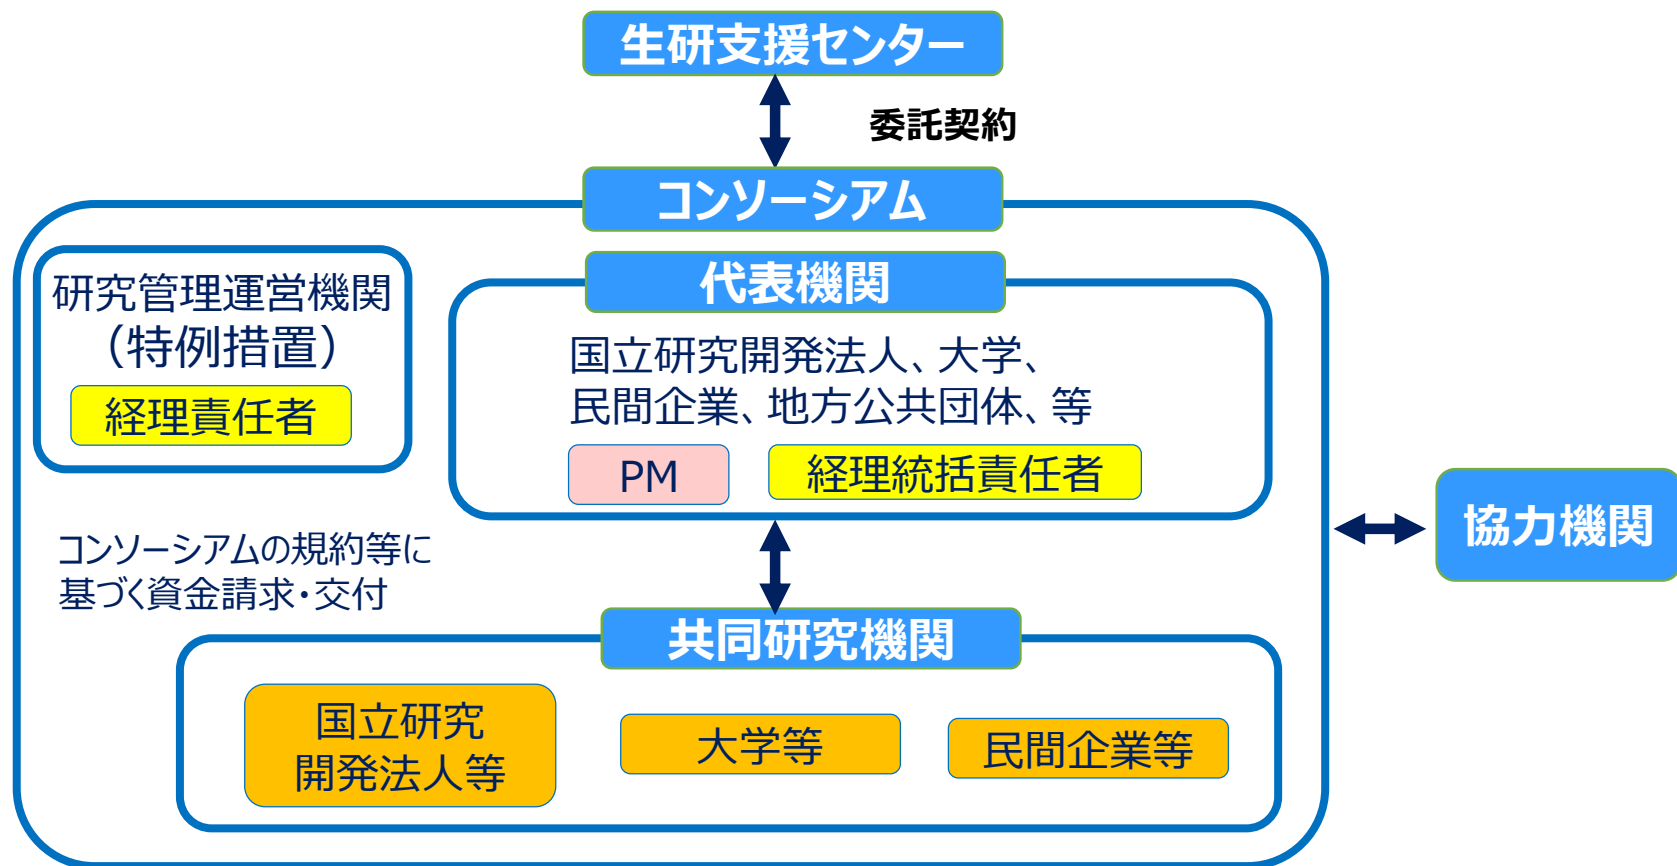 生研支援センター
委託契約
コンソーシアム
研究管理運営機関
（特例措置）
経理責任者
代表機関
国立研究開発法人、大学、
民間企業、地方公共団体、等
PM
経理統括責任者
協力機関
コンソーシアムの規約等に
基づく資金請求・交付
共同研究機関
国立研究
開発法人等
大学等
民間企業等